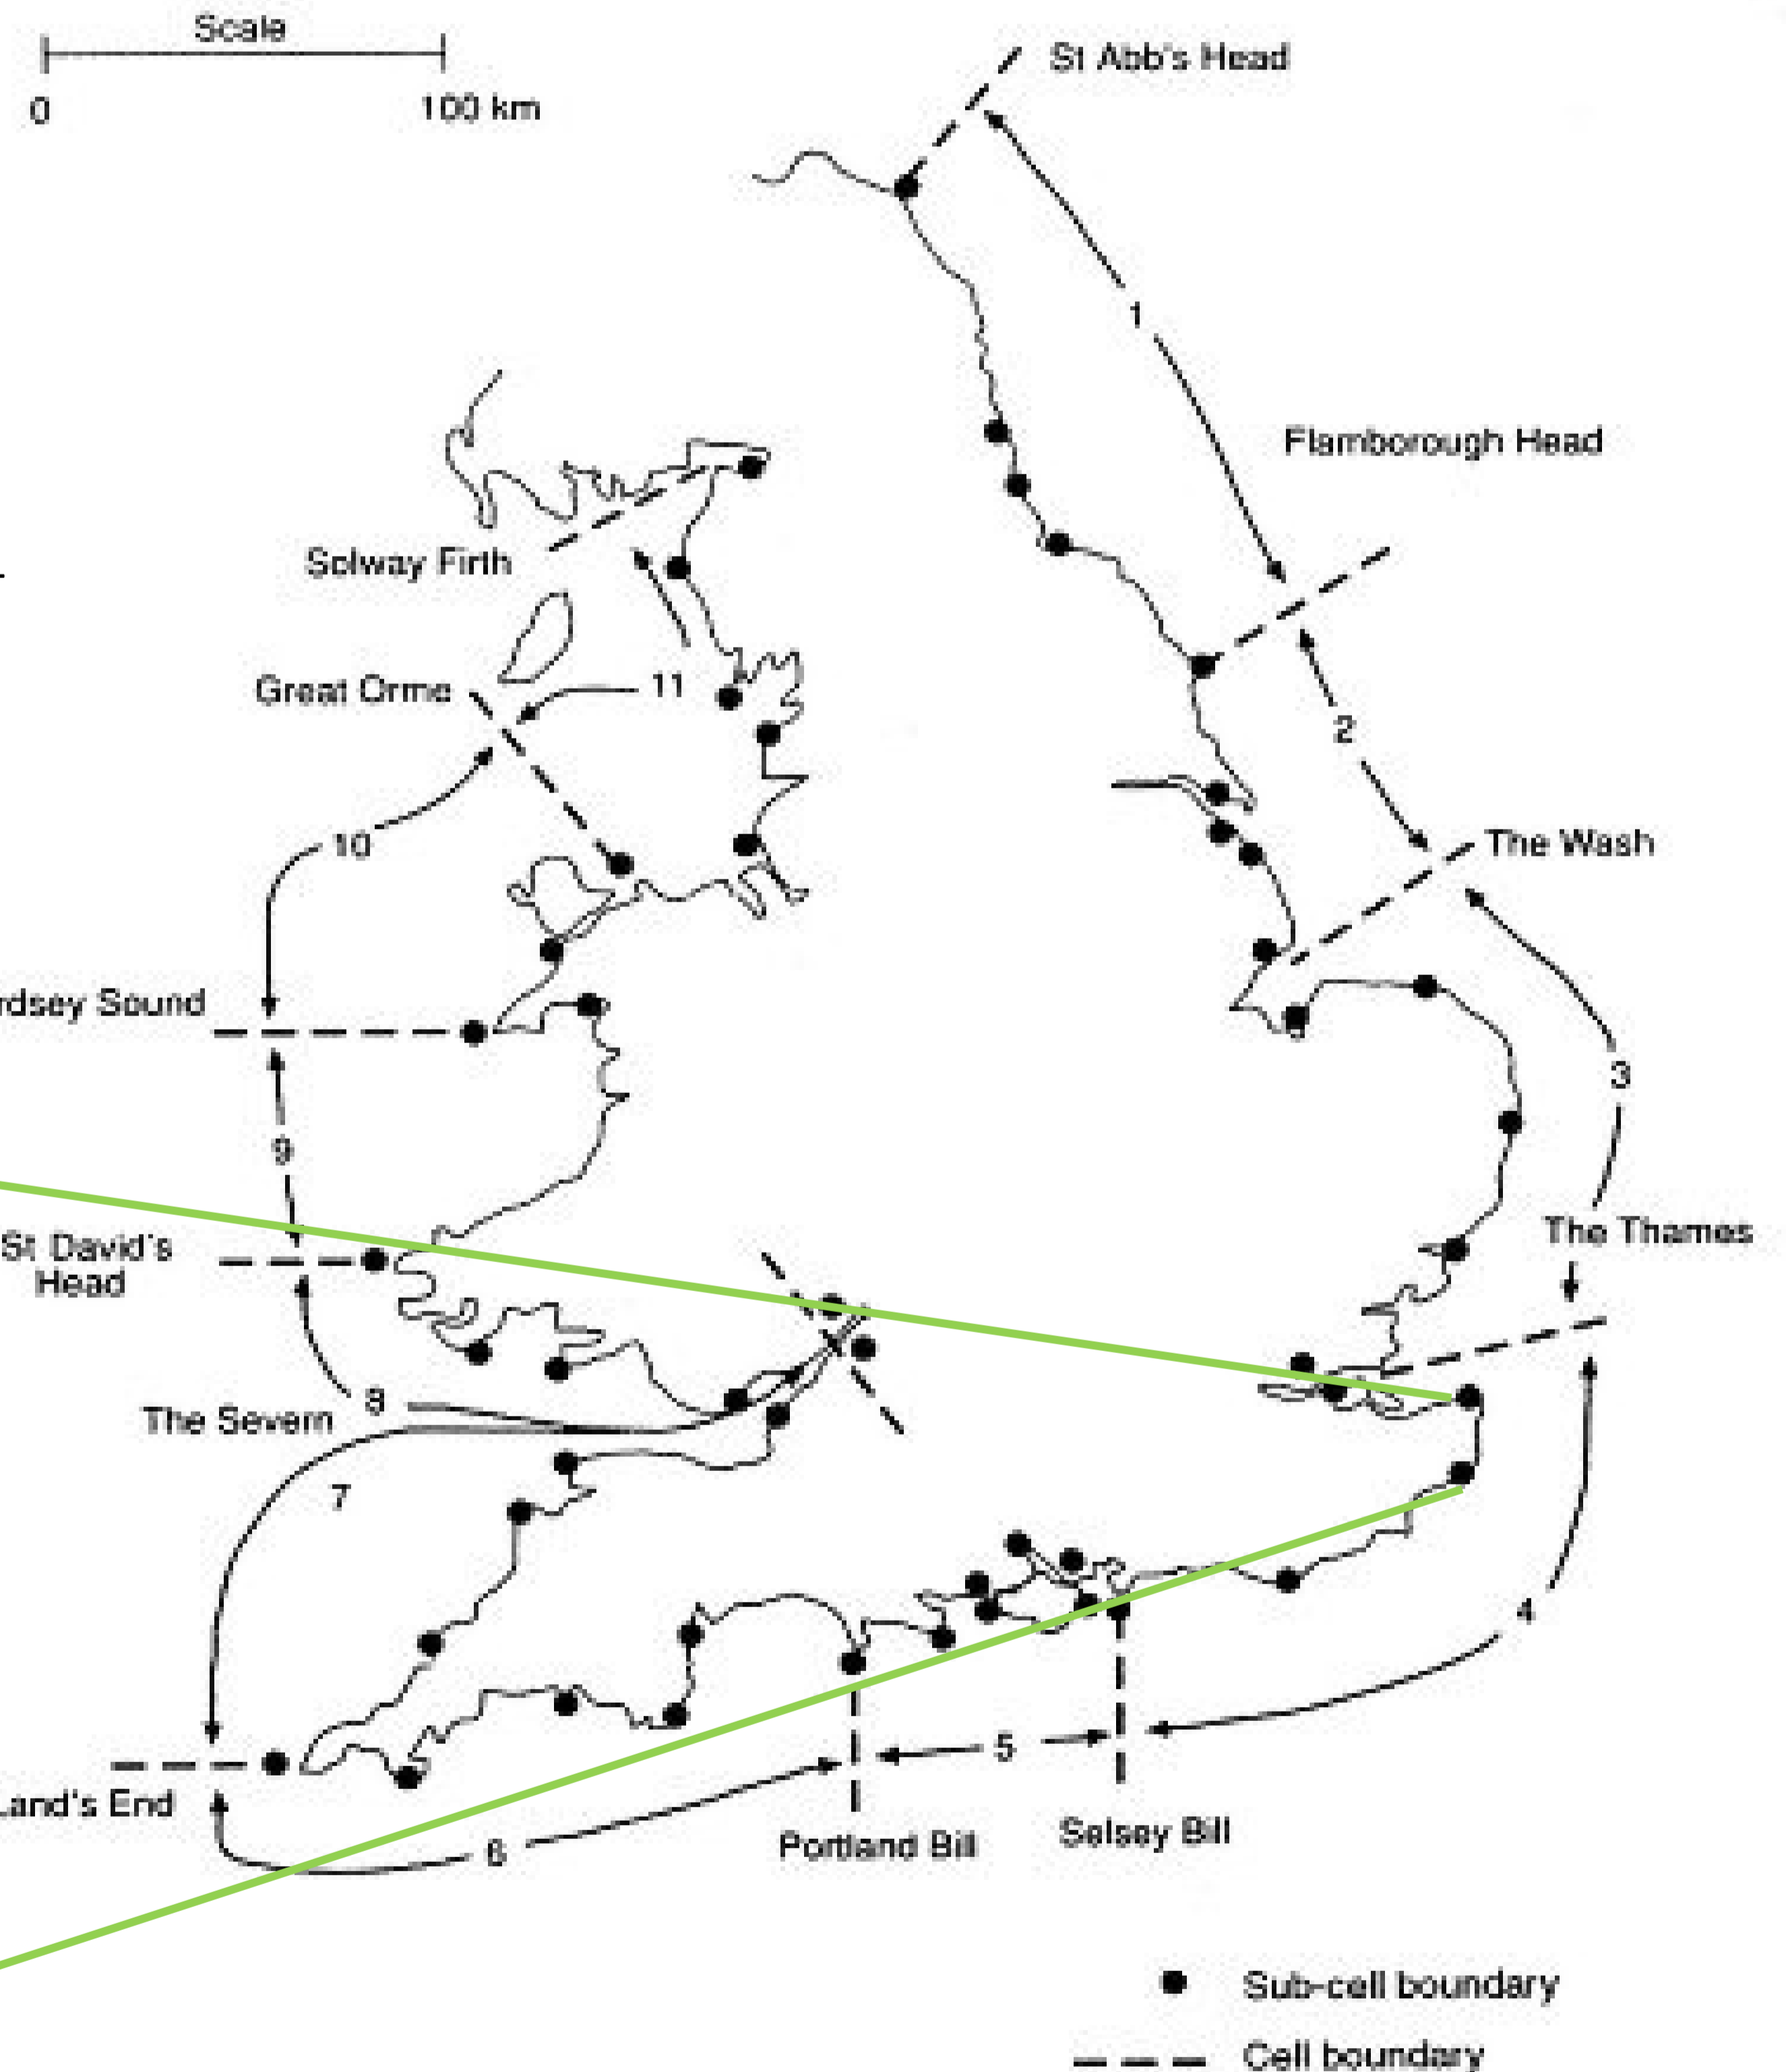 Scale
0
100 km
St Abb's Head
1
Flamborough Head
Solway Firth
Great Orme
11
2
10
The Wash
rdsey Sound
3
9
The Thames
St David's
Head
8
The Severn
7
4
5
Land's End
6
Portland Bill
Selsey Bill
Sub-cell boundary
Cell boundary